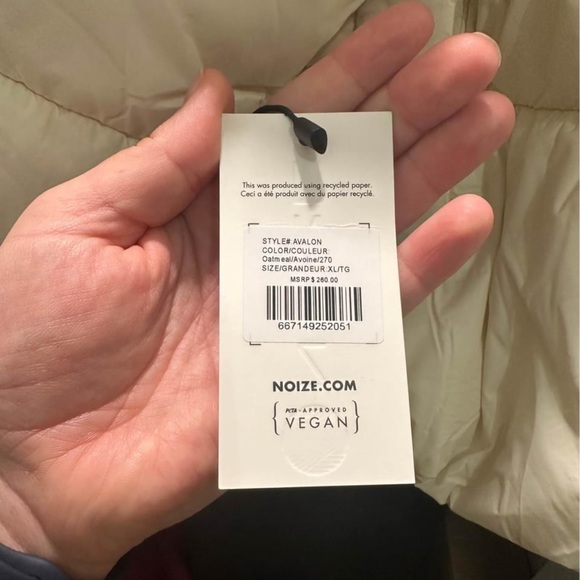 This was produced using recycled paper.
Ceci a été produit avec du papier recyclé.
STYLE# AVALON
COLOR/COULEUR:
Oatmeal/Avoine/270
SIZE/GRANDEUR:XL/TG
MSRP $ 260.00
667149252051
NOIZE.COM
PETA - APPROVED
VEGAN